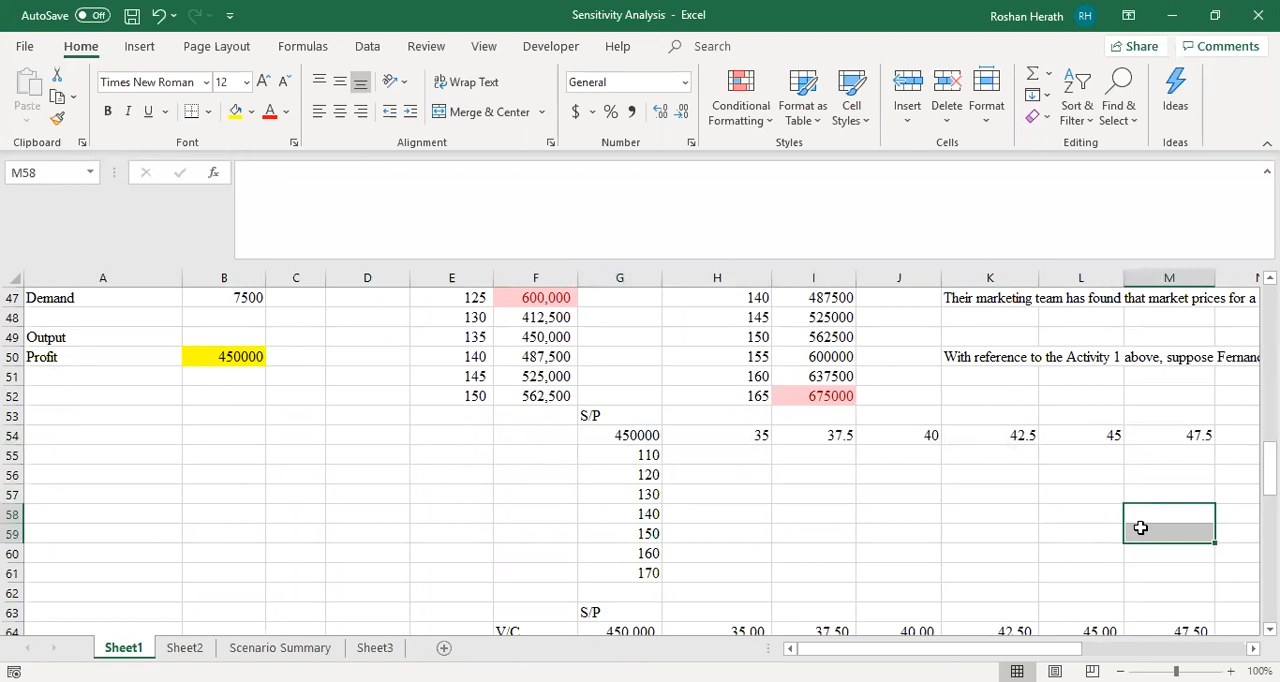 AutoSave Off Sensitivity Analysis - Excel Roshan Herath RH
File Home Insert Page Layout Formulas Data Review View Developer Help Search Share Comments
Paste Times New Roman 12 A A Wrap Text General Conditional Formatting Format as Table Cell Styles Insert Delete Format Sort & Filter Find & Select Ideas
B I U A Merge & Center $ % ,
Clipboard Font Alignment Number Styles Cells Editing Ideas
M58 fx
A B C D E F G H I J K L M
47 Demand 7500 125 600,000 140 487500 Their marketing team has found that market prices for a
48 130 412,500 145 525000
49 Output 135 450,000 150 562500
50 Profit 450000 140 487,500 155 600000 With reference to the Activity 1 above, suppose Fernand
51 145 525,000 160 637500
52 150 562,500 165 675000
53 S/P
54 450000 35 37.5 40 42.5 45 47.5
55 110
56 120
57 130
58 140
59 150
60 160
61 170
62
63 S/P
64 V/C 450,000 35.00 37.50 40.00 42.50 45.00 47.50
Sheet1 Sheet2 Scenario Summary Sheet3
100%